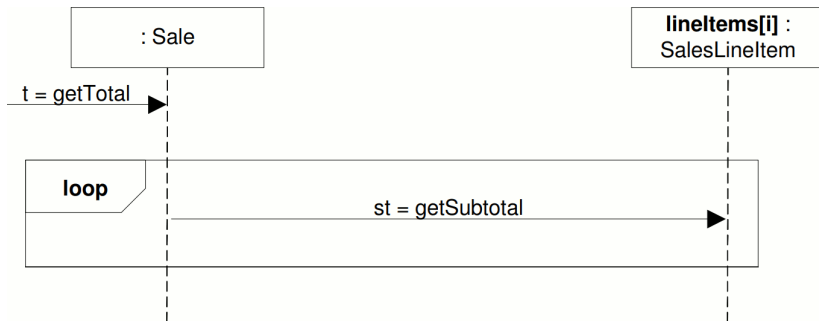 : Sale
lineItems[i] :
SalesLineItem
t = getTotal
loop
st = getSubtotal